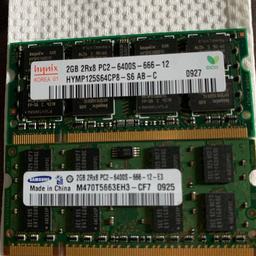 hynix
KOREA 01
2GB 2Rx8 PC2-6400S-666-12
HYMP125S64CP8-S6 AB-C
0927
SAMSUNG
2GB 2Rx8 PC2-6400S-666-12-E3
Made in China
M470T5663EH3-CF7 0925